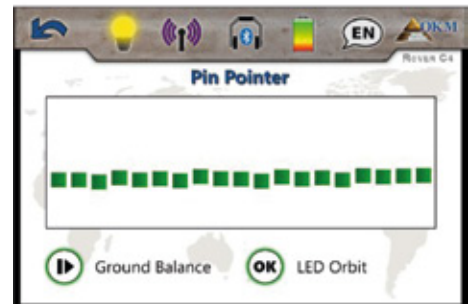 EN OKM
Rover C4
Pin Pointer
Ground Balance OK LED Orbit